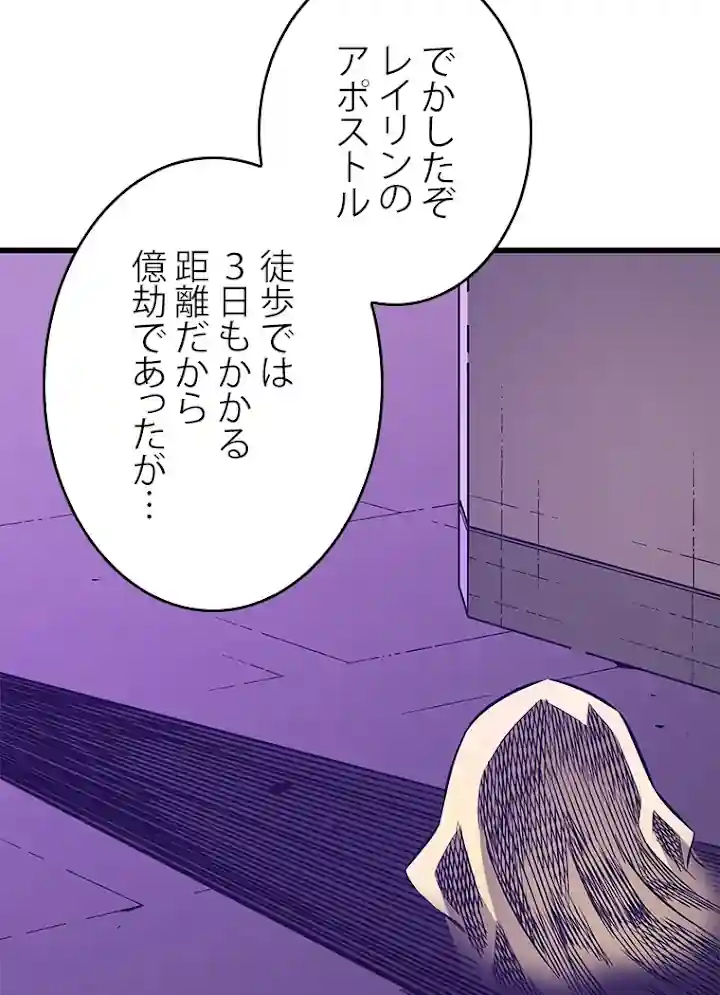 でかしたぞ
レイリンの
アポストル
徒歩では
３日もかかる
距離だから
億劫であったが…